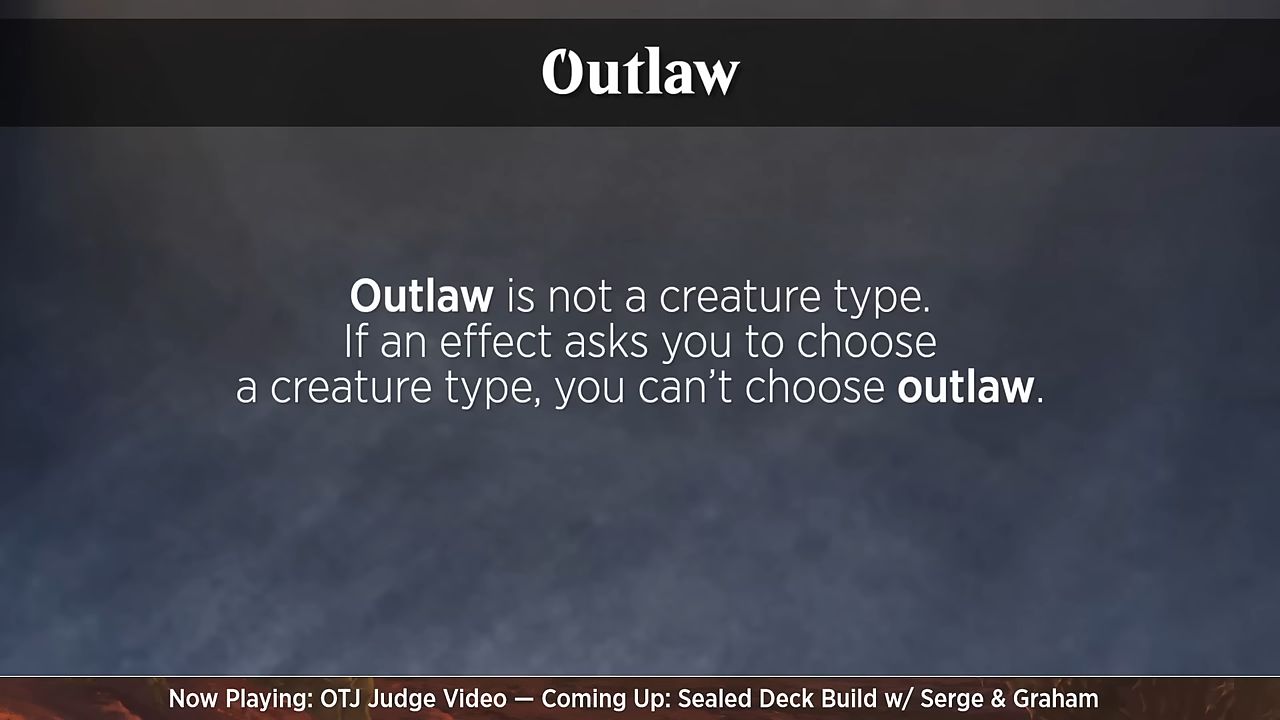 Outlaw
Outlaw is not a creature type.
If an effect asks you to choose
a creature type, you can’t choose outlaw.
Now Playing: OTJ Judge Video — Coming Up: Sealed Deck Build w/ Serge & Graham